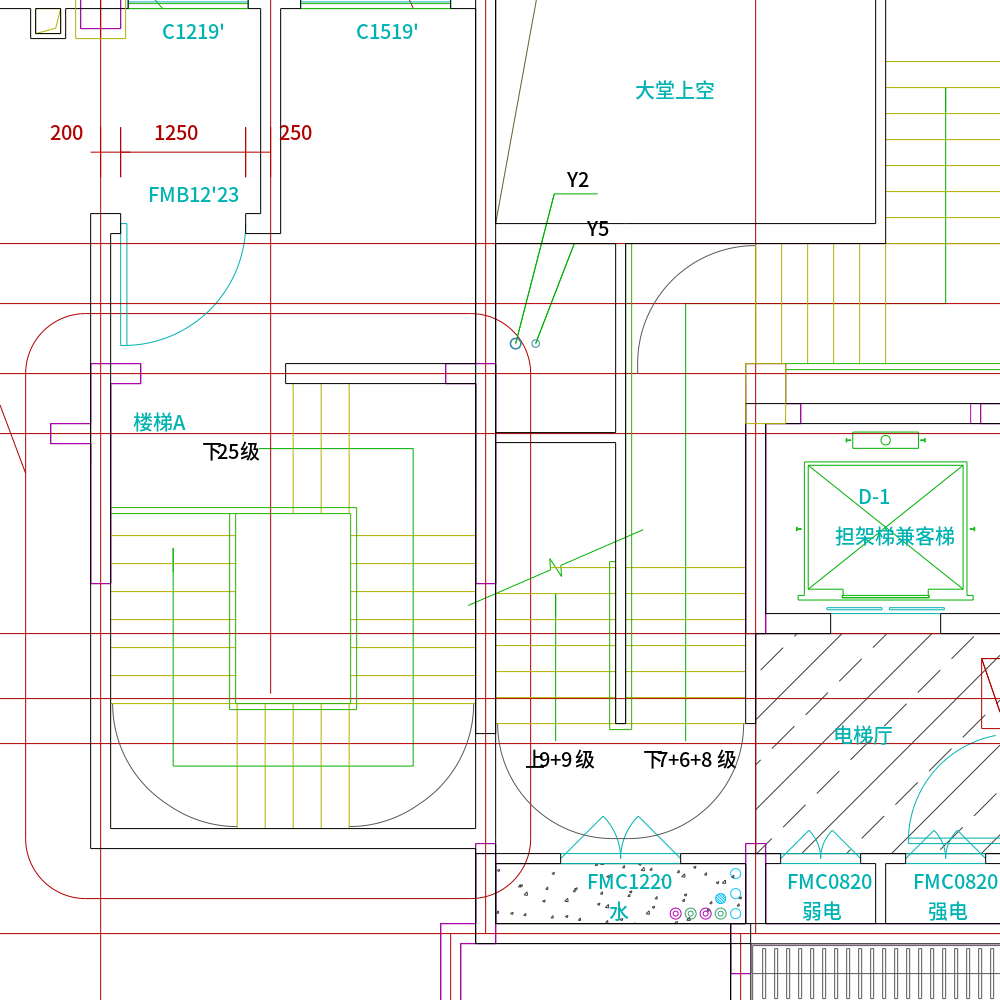 C1219'
C1519'
大堂上空
200
1250
250
Y2
FMB12'23
Y5
楼梯A
下25级
D-1
担架梯兼客梯
电梯厅
上9+9 级
下7+6+8 级
FMC1220
水
FMC0820
弱电
FMC0820
强电